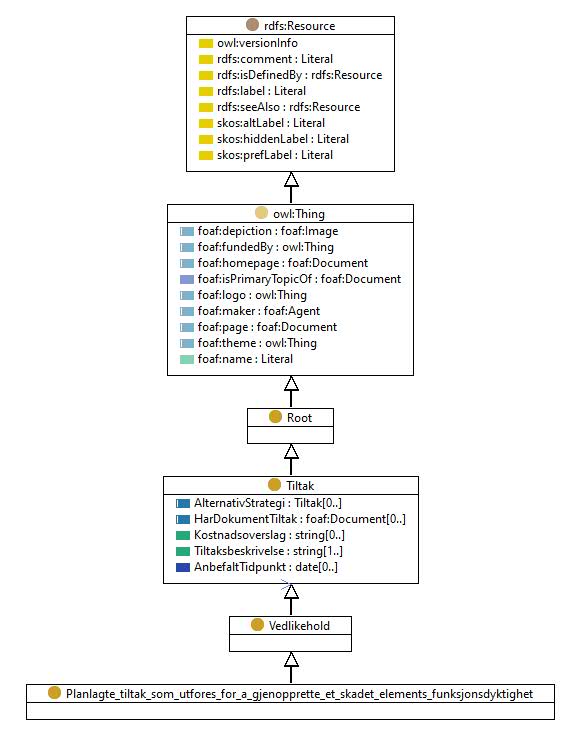 rdfs:Resource
owl:versionInfo
rdfs:comment : Literal
rdfs:isDefinedBy : rdfs:Resource
rdfs:label : Literal
rdfs:seeAlso : rdfs:Resource
skos:altLabel : Literal
skos:hiddenLabel : Literal
skos:prefLabel : Literal
owl:Thing
foaf:depiction : foaf:Image
foaf:fundedBy : owl:Thing
foaf:homepage : foaf:Document
foaf:isPrimaryTopicOf : foaf:Document
foaf:logo : owl:Thing
foaf:maker : foaf:Agent
foaf:page : foaf:Document
foaf:theme : owl:Thing
foaf:name : Literal
Root
Tiltak
AlternativStrategi : Tiltak[0..]
HarDokumentTiltak : foaf:Document[0..]
Kostnadsoverslag : string[0..]
Tiltaksbeskrivelse : string[1..]
AnbefaltTidpunkt : date[0..]
Vedlikehold
Planlagte_tiltak_som_utfores_for_a_gjenopprette_et_skadet_elements_funksjonsdyktighet